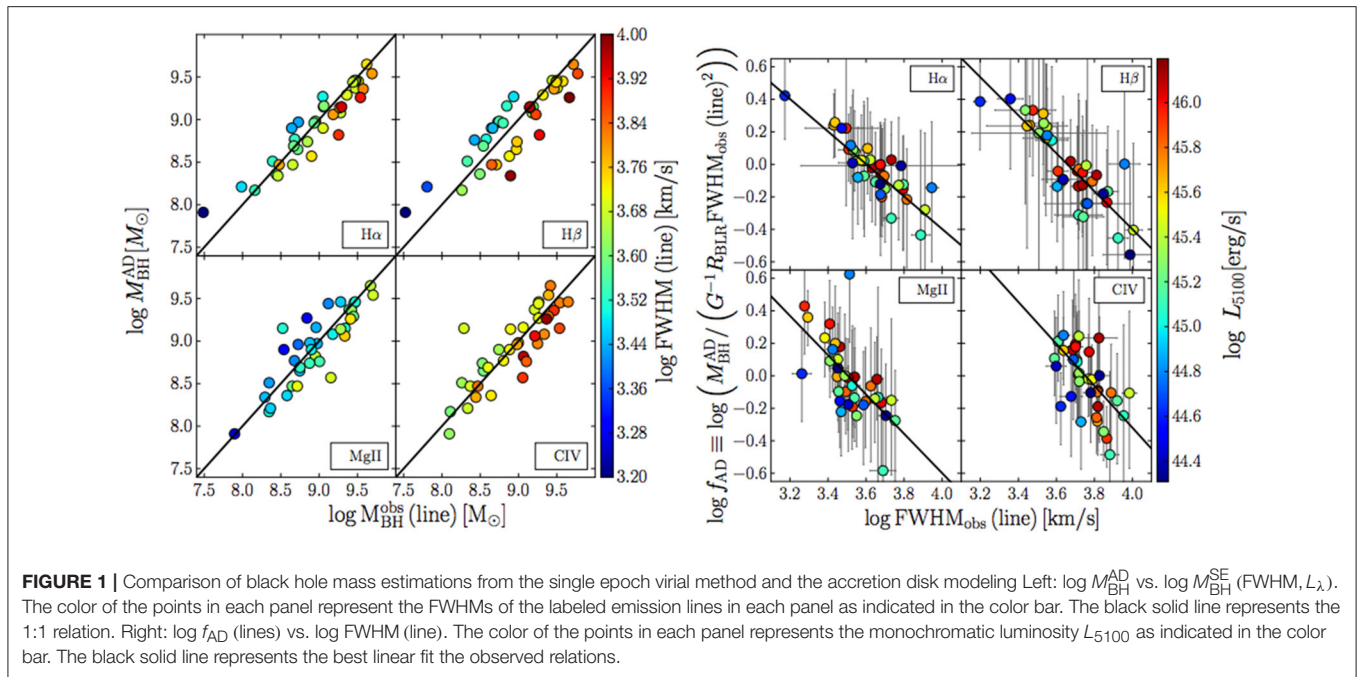 9.5
9.0
8.5
8.0
7.5
Hα
Hβ
9.5
9.0
8.5
8.0
7.5
MgII
CIV
7.5 8.0 8.5 9.0 9.5 7.5 8.0 8.5 9.0 9.5
log M_BH^AD [M⊙]
log M_BH^obs (line) [M⊙]
4.00
3.92
3.84
3.76
3.68
3.60
3.52
3.44
3.36
3.28
3.20
log FWHM (line) [km/s]
log f_AD ≡ log (M_BH^AD / (G^−1 R_BLR FWHM_obs (line)^2))
0.6
0.4
0.2
0.0
−0.2
−0.4
−0.6
Hα
Hβ
0.4
0.2
0.0
−0.2
−0.4
−0.6
MgII
CIV
3.2 3.4 3.6 3.8 4.0 3.2 3.4 3.6 3.8 4.0
log FWHM_obs (line) [km/s]
46.0
45.8
45.6
45.4
45.2
45.0
44.8
44.6
44.4
log L_5100 [erg/s]
FIGURE 1 | Comparison of black hole mass estimations from the single epoch virial method and the accretion disk modeling Left: log M_BH^AD vs. log M_BH^SE (FWHM, L_λ).
The color of the points in each panel represent the FWHMs of the labeled emission lines in each panel as indicated in the color bar. The black solid line represents the
1:1 relation. Right: log f_AD (lines) vs. log FWHM (line). The color of the points in each panel represents the monochromatic luminosity L_5100 as indicated in the color
bar. The black solid line represents the best linear fit the observed relations.